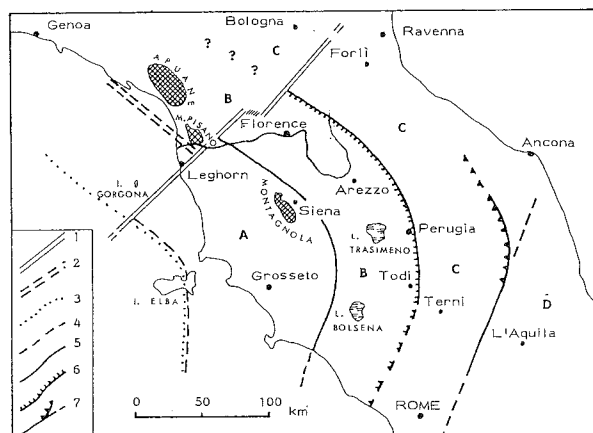 Genoa
Bologna
Ravenna
? ? ?
C
Forlì
APUANE
B
M. PISANO
Florence
C
Ancona
Leghorn
I. GORGONA
Arezzo
MONTAGNOLA
Siena
A
L. TRASIMENO
Perugia
Grosseto
B
Todi
C
D
I. ELBA
L. BOLSENA
Terni
L'Aquila
ROME
1
2
3
4
5
6
7
0 50 100
km